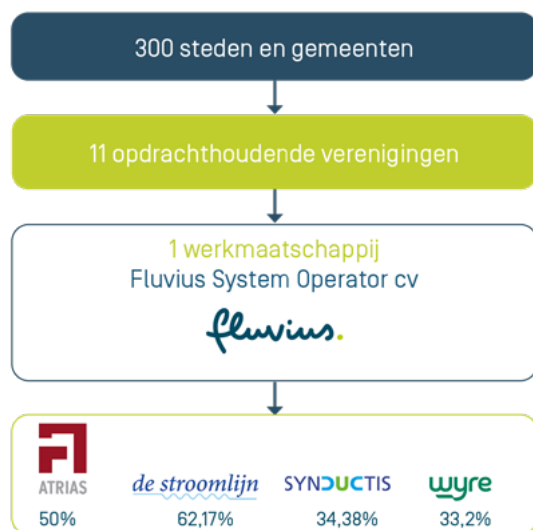 300 steden en gemeenten
11 opdrachthoudende verenigingen
1 werkmaatschappij
Fluvius System Operator cv
fluvius.
ATRIAS
de stroomlijn
SYNDUCTIS
wyre
50%
62,17%
34,38%
33,2%